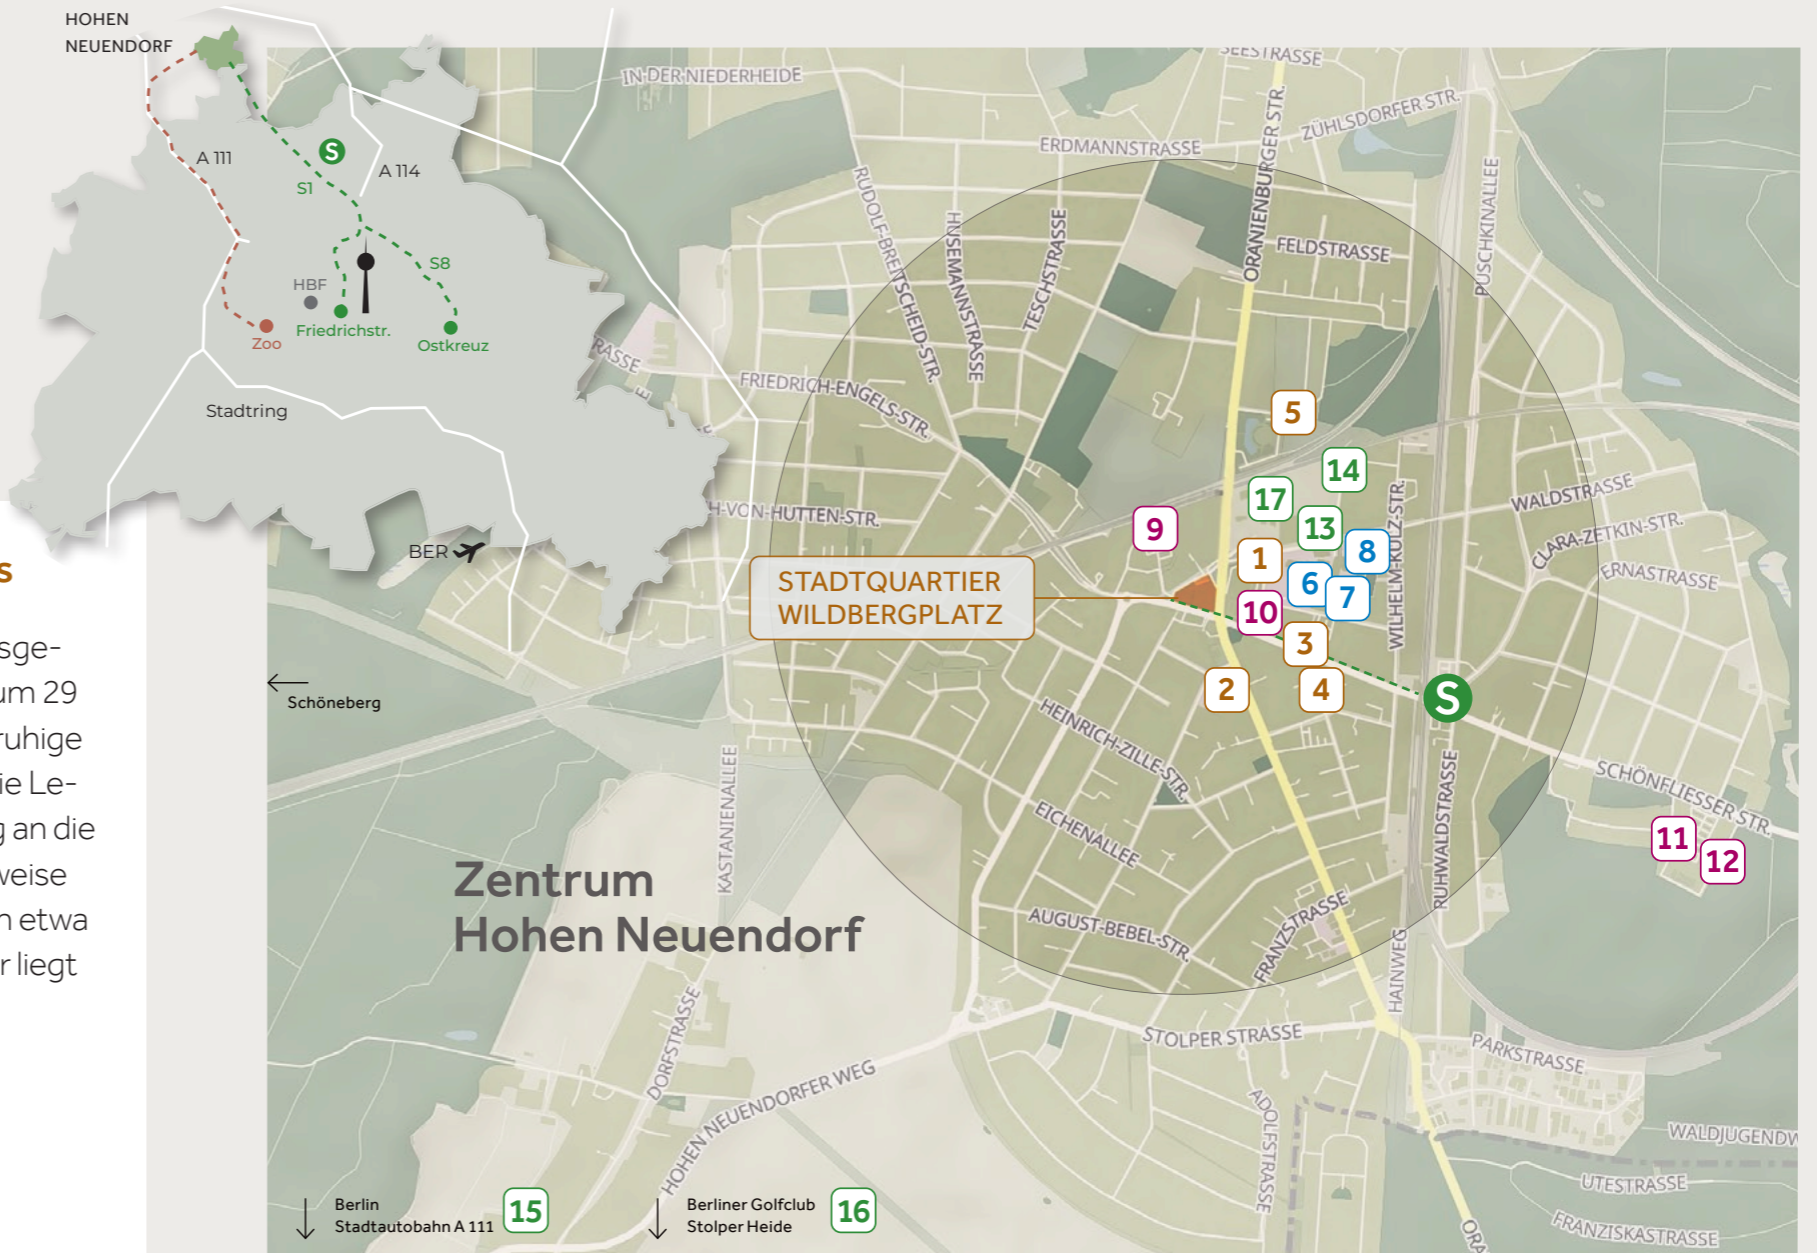 HOHEN
NEUENDORF
A 111
S
A 114
S1
S8
HBF
Friedrichstr.
Zoo
Ostkreuz
Stadtring
BER
s
sge-
um 29
ruhige
ie Le-
g an die
weise
n etwa
r liegt
SEESTRASSE
IN DER NIEDERHEIDE
ZÜHLSDORFER STR.
ERDMANNSTRASSE
ORANIENBURGER STR.
PUSCHKINALLEE
RUDOLF-BREITSCHEID-STR.
HUSEMANNSTRASSE
TESCHSTRASSE
FELDSTRASSE
RASSE
E
FRIEDRICH-ENGELS-STR.
5
14
17
13
WILHELM-KÜLZ-STR.
WALDSTRASSE
H-VON-HUTTEN-STR.
9
1
8
CLARA-ZETKIN-STR.
ERNASTRASSE
STADTQUARTIER
WILDBERGPLATZ
6
7
10
3
2
4
S
Schöneberg
HEINRICH-ZILLE-STR.
KASTANIENALLEE
RUHWALDSTRASSE
SCHÖNFLIESSER STR.
EICHENALLEE
11
12
Zentrum
Hohen Neuendorf
AUGUST-BEBEL-STR.
FRANZSTRASSE
HAINWEG
DORFSTRASSE
STOLPER STRASSE
PARKSTRASSE
HOHEN NEUENDORFER WEG
ADOLFSTRASSE
WALDJUGENDW
UTESTRASSE
FRANZISKASTRASSE
ORA
Berlin
Stadtautobahn A 111
15
Berliner Golfclub
Stolper Heide
16